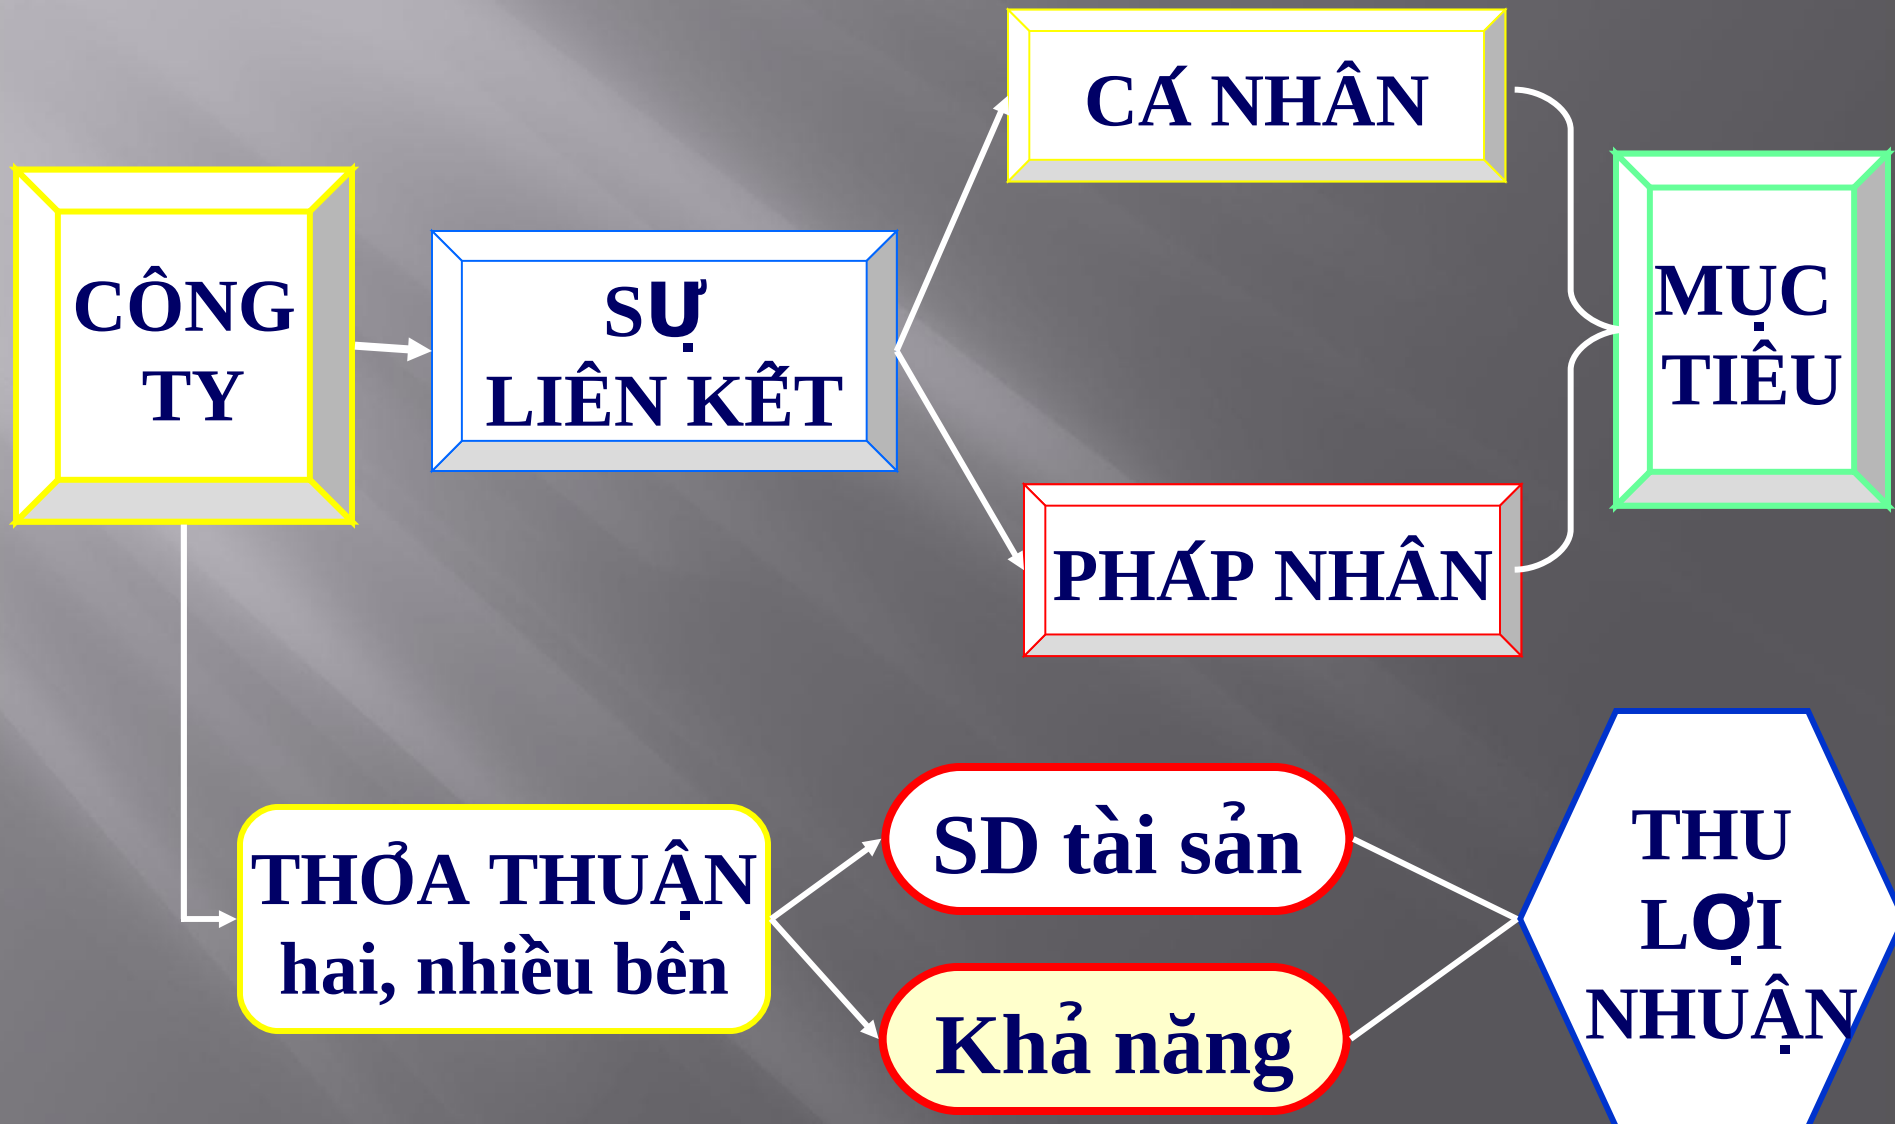 CÔNG
TY
SỰ
LIÊN KẾT
CÁ NHÂN
PHÁP NHÂN
MỤC
TIÊU
THỎA THUẬN
hai, nhiều bên
SD tài sản
Khả năng
THU
LỢI
NHUẬN